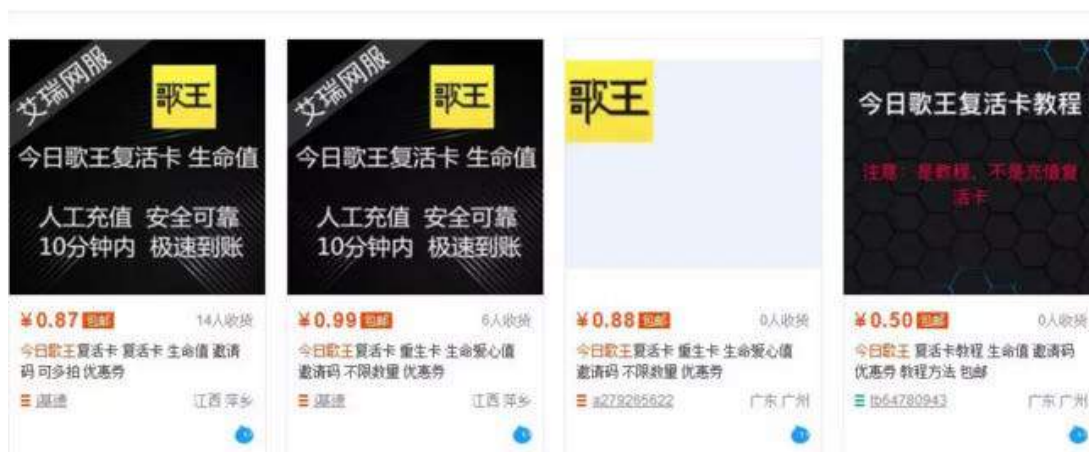 艾瑞网服
歌王
今日歌王复活卡 生命值
人工充值 安全可靠
10分钟内 极速到账
¥0.87 包邮 14人收货
今日歌王复活卡 复活卡 生命值 邀请
码 可多拍 优惠券
江西 萍乡
艾瑞网服
歌王
今日歌王复活卡 生命值
人工充值 安全可靠
10分钟内 极速到账
¥0.99 包邮 6人收货
今日歌王复活卡 重生卡 生命爱心值
邀请码 不限数量 优惠券
江西 萍乡
歌王
¥0.88 包邮 0人收货
今日歌王复活卡 重生卡 生命爱心值
邀请码 不限数量 优惠券
a279265622 广东 广州
今日歌王复活卡教程
注意：是教程，不是充值复
活卡
¥0.50 包邮 0人收货
今日歌王 复活卡教程 生命值 邀请码
优惠券 教程方法 包邮
tb64780943 广东 广州